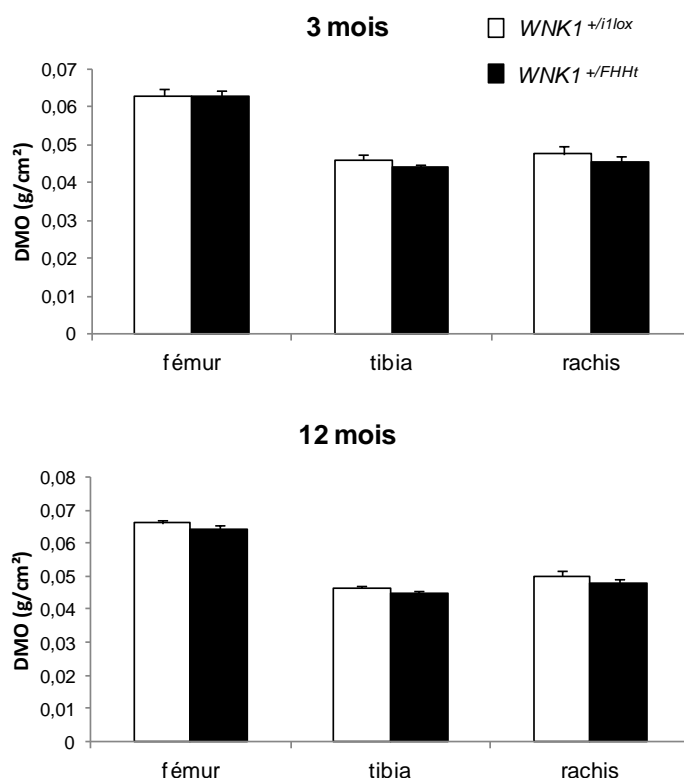 3 mois
WNK1 +/i1lox
WNK1 +/FHHt
DMO (g/cm²)
0,07
0,06
0,05
0,04
0,03
0,02
0,01
0
fémur tibia rachis
12 mois
DMO (g/cm²)
0,08
0,07
0,06
0,05
0,04
0,03
0,02
0,01
0
fémur tibia rachis